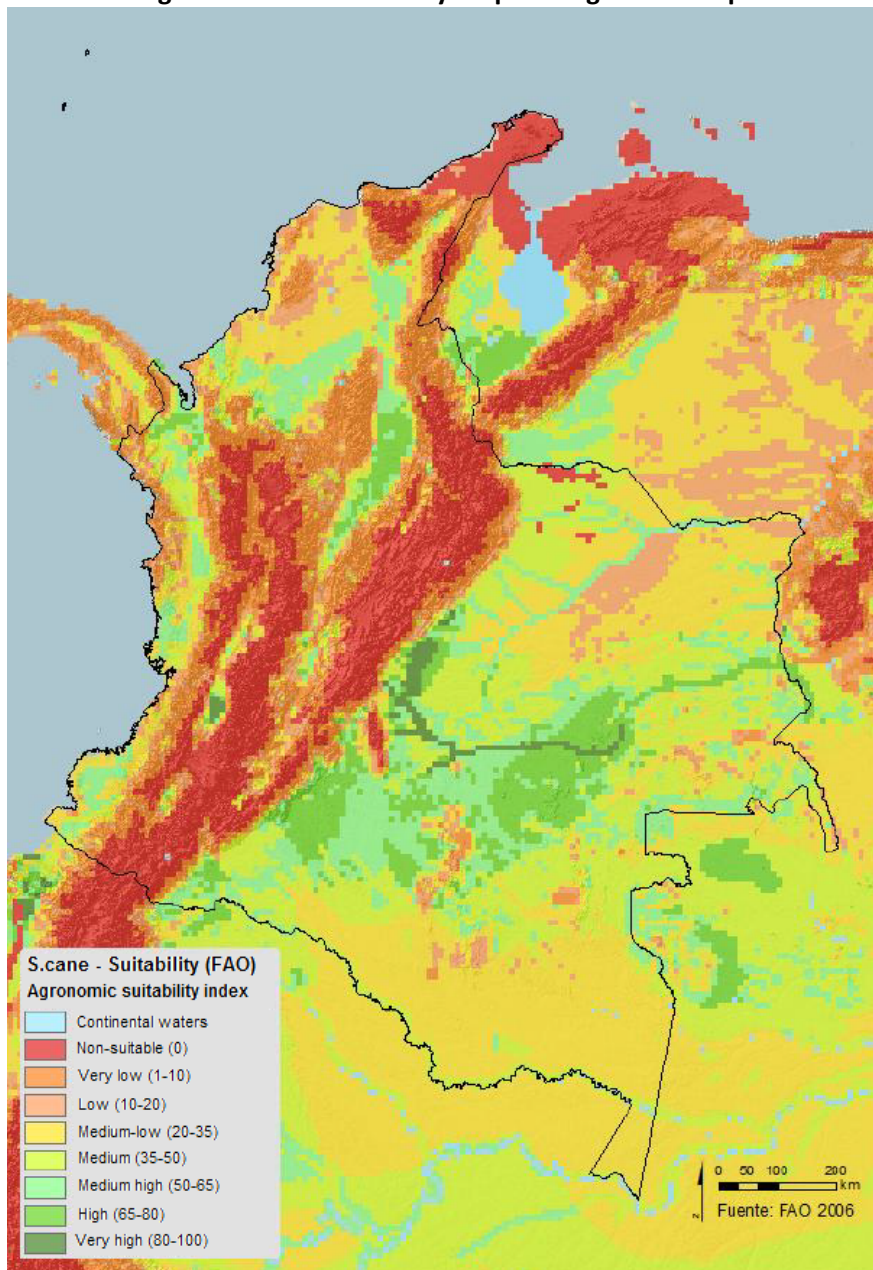 S.cane - Suitability (FAO)
Agronomic suitability index
Continental waters
Non-suitable (0)
Very low (1-10)
Low (10-20)
Medium-low (20-35)
Medium (35-50)
Medium high (50-65)
High (65-80)
Very high (80-100)
0 50 100 200
km
N
Fuente: FAO 2006